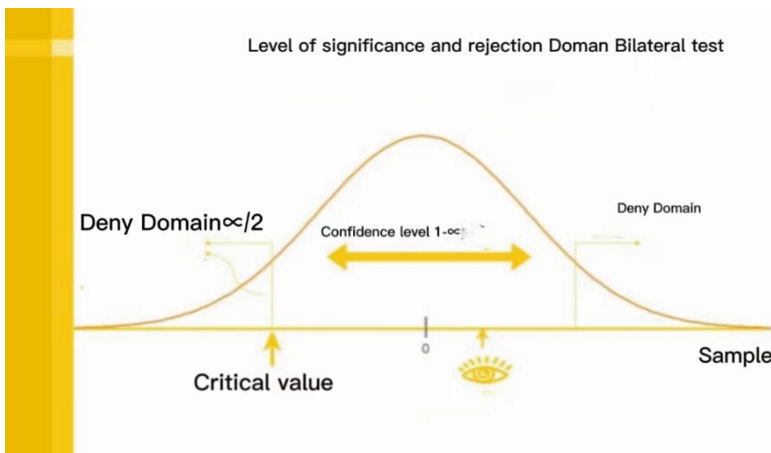 Level of significance and rejection Doman Bilateral test
Deny Domain∝/2
Confidence level 1-∝
Deny Domain
0
Sample
Critical value